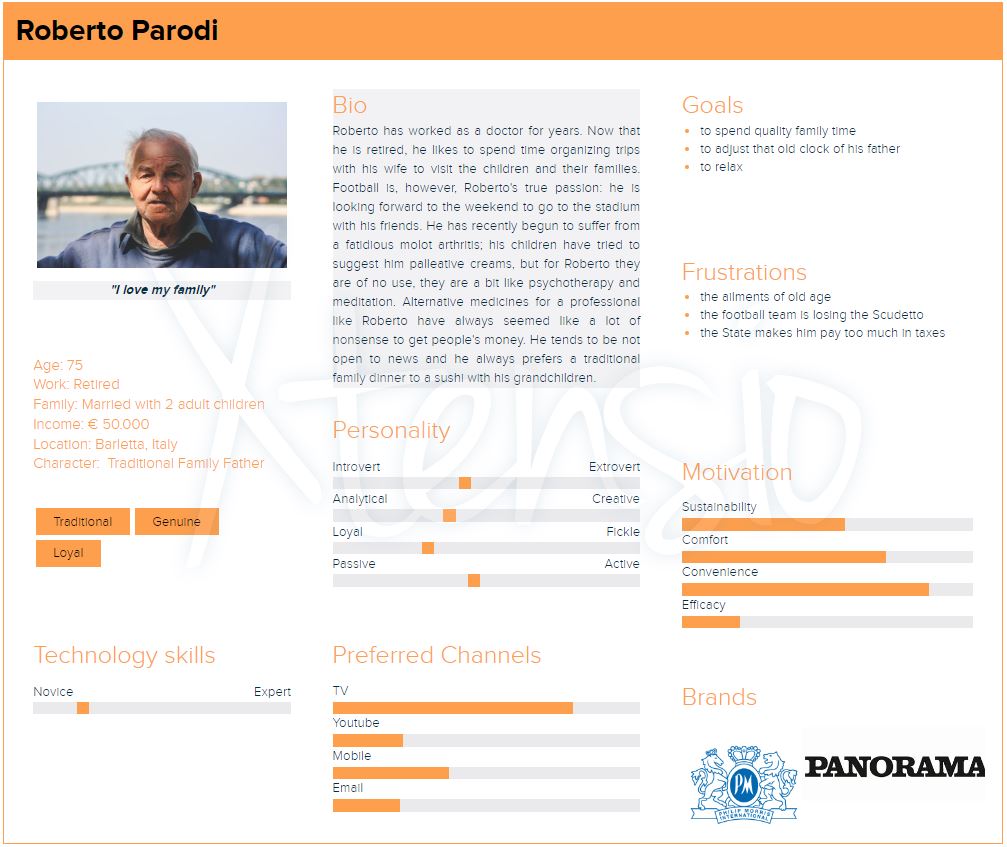 Roberto Parodi
"I love my family"
Age: 75
Work: Retired
Family: Married with 2 adult children
Income: € 50.000
Location: Barletta, Italy
Character:  Traditional Family Father
Traditional
Genuine
Loyal
Technology skills
Novice
Expert
Bio
Roberto has worked as a doctor for years. Now that
he is retired, he likes to spend time organizing trips
with his wife to visit the children and their families.
Football is, however, Roberto's true passion: he is
looking forward to the weekend to go to the stadium
with his friends. He has recently begun to suffer from
a fatidious molot arthritis; his children have tried to
suggest him palleative creams, but for Roberto they
are of no use, they are a bit like psychotherapy and
meditation. Alternative medicines for a professional
like Roberto have always seemed like a lot of
nonsense to get people's money. He tends to be not
open to news and he always prefers a traditional
family dinner to a sushi with his grandchildren.
Personality
Introvert
Extrovert
Analytical
Creative
Loyal
Fickle
Passive
Active
Preferred Channels
TV
Youtube
Mobile
Email
Goals
to spend quality family time
to adjust that old clock of his father
to relax
Frustrations
the ailments of old age
the football team is losing the Scudetto
the State makes him pay too much in taxes
Motivation
Sustainability
Comfort
Convenience
Efficacy
Brands
PM
PHILIP MORRIS
INTERNATIONAL
PANORAMA
Xtensio